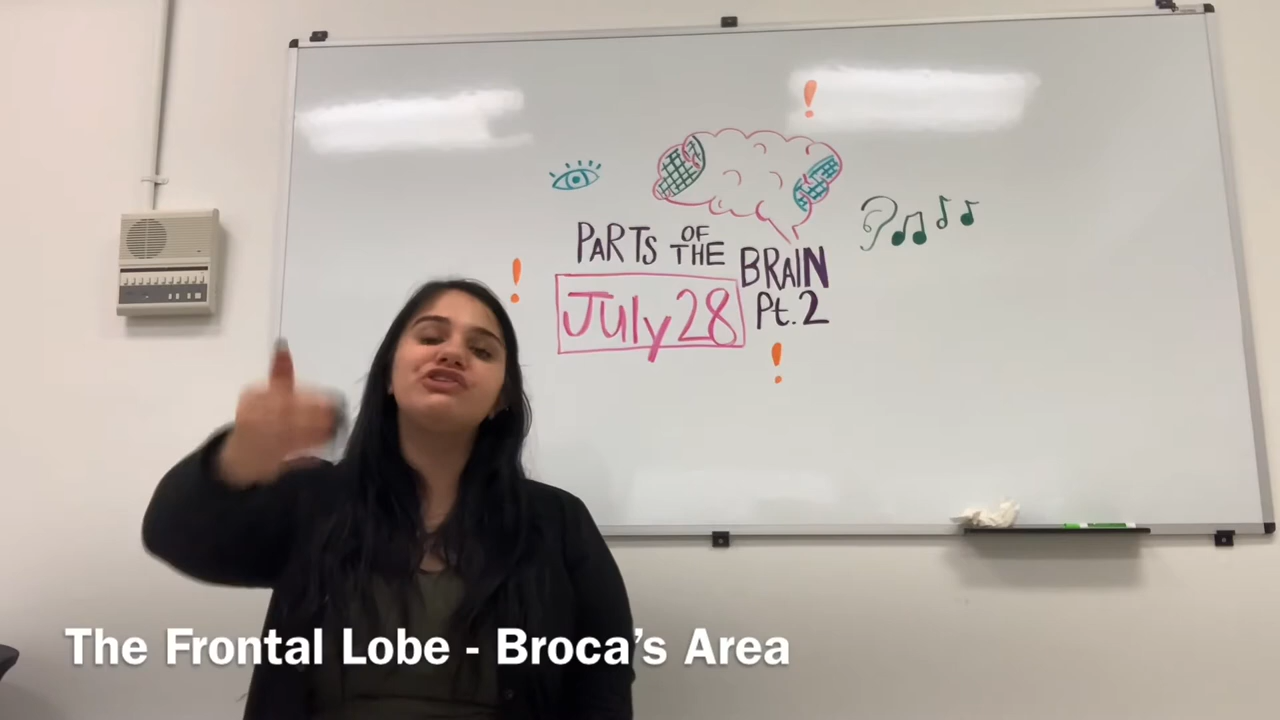 PARTS OF THE
BRAIN
July 28
Pt. 2
The Frontal Lobe - Broca's Area